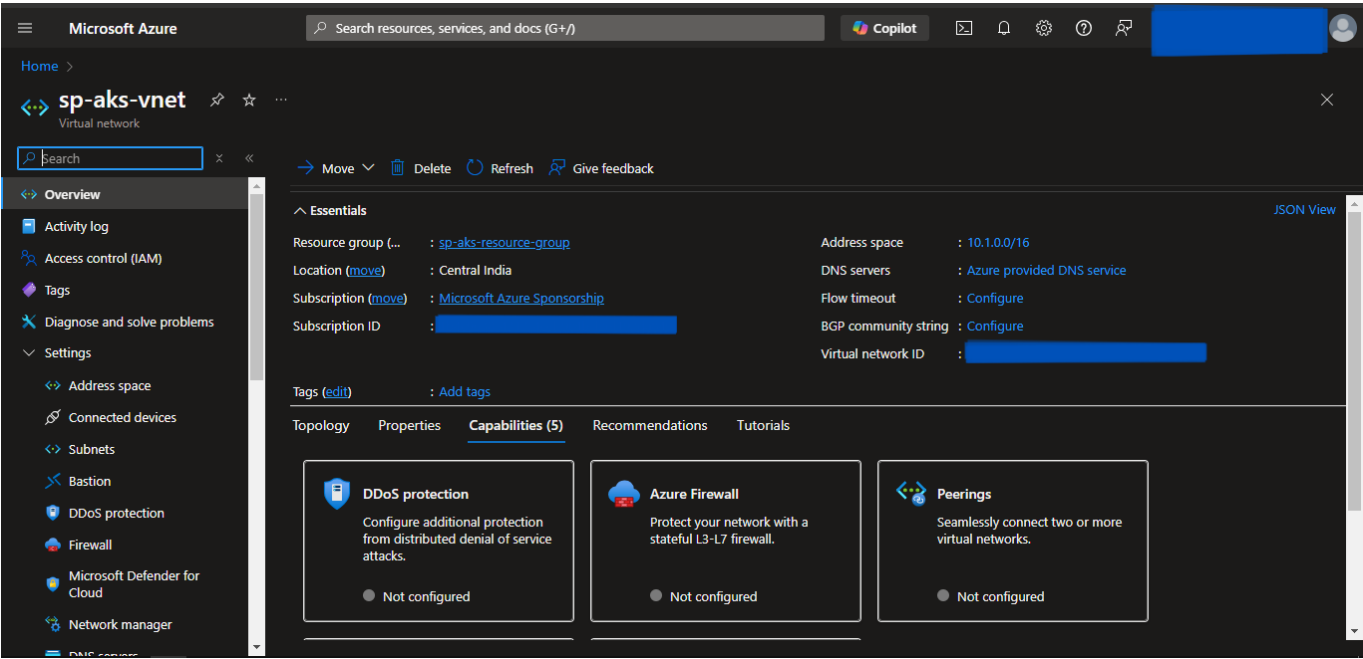 Microsoft Azure
Search resources, services, and docs (G+/)
Copilot
Home >
sp-aks-vnet
Virtual network
Search
Overview
Activity log
Access control (IAM)
Tags
Diagnose and solve problems
Settings
Address space
Connected devices
Subnets
Bastion
DDoS protection
Firewall
Microsoft Defender for
Cloud
Network manager
DNS servers
Move
Delete
Refresh
Give feedback
Essentials
JSON View
Resource group (... : sp-aks-resource-group
Location (move) : Central India
Subscription (move) : Microsoft Azure Sponsorship
Subscription ID :
Address space : 10.1.0.0/16
DNS servers : Azure provided DNS service
Flow timeout : Configure
BGP community string : Configure
Virtual network ID :
Tags (edit) : Add tags
Topology Properties Capabilities (5) Recommendations Tutorials
DDoS protection
Configure additional protection
from distributed denial of service
attacks.
Not configured
Azure Firewall
Protect your network with a
stateful L3-L7 firewall.
Not configured
Peerings
Seamlessly connect two or more
virtual networks.
Not configured